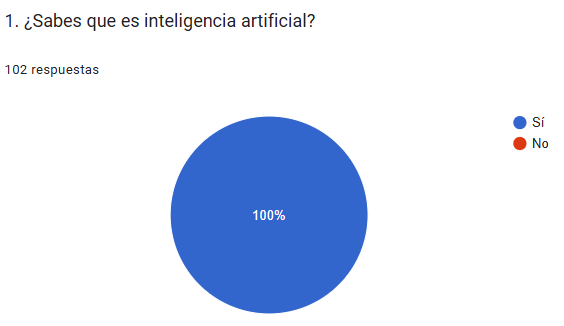 1. ¿Sabes que es inteligencia artificial?
102 respuestas
Sí
No
100%